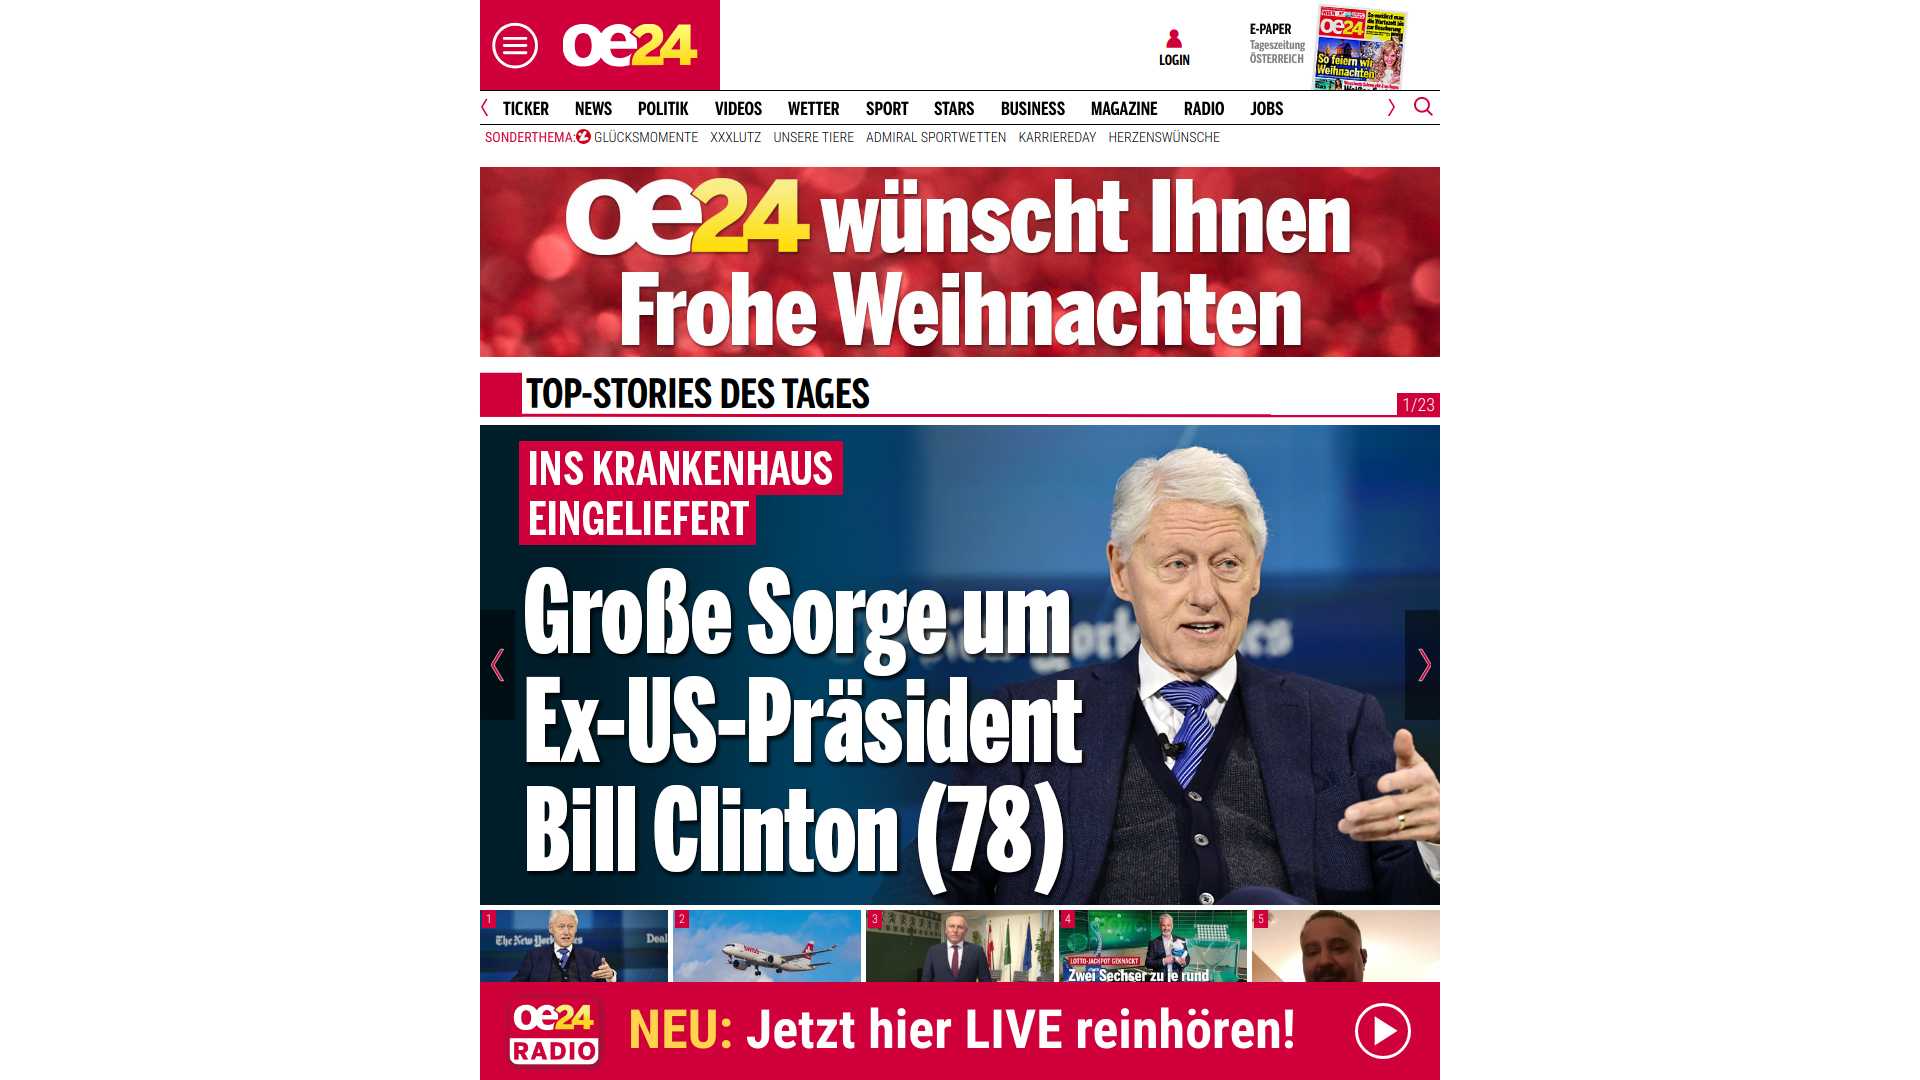 oe24
LOGIN
E-PAPER
Tageszeitung
ÖSTERREICH
oe24
So feiern wir
Weihnachten
TICKER NEWS POLITIK VIDEOS WETTER SPORT STARS BUSINESS MAGAZINE RADIO JOBS
SONDERTHEMA: GLÜCKSMOMENTE XXXLUTZ UNSERE TIERE ADMIRAL SPORTWETTEN KARRIEREDAY HERZENSWÜNSCHE
oe24 wünscht Ihnen
Frohe Weihnachten
TOP-STORIES DES TAGES
1/23
INS KRANKENHAUS
EINGELIEFERT
Große Sorge um
Ex-US-Präsident
Bill Clinton (78)
1
The New York
Deal
2
swiss
3
4
LOTTO-JACKPOT GEKNACKT
Zwei Sechser zu je rund
5
oe24
RADIO
NEU: Jetzt hier LIVE reinhören!